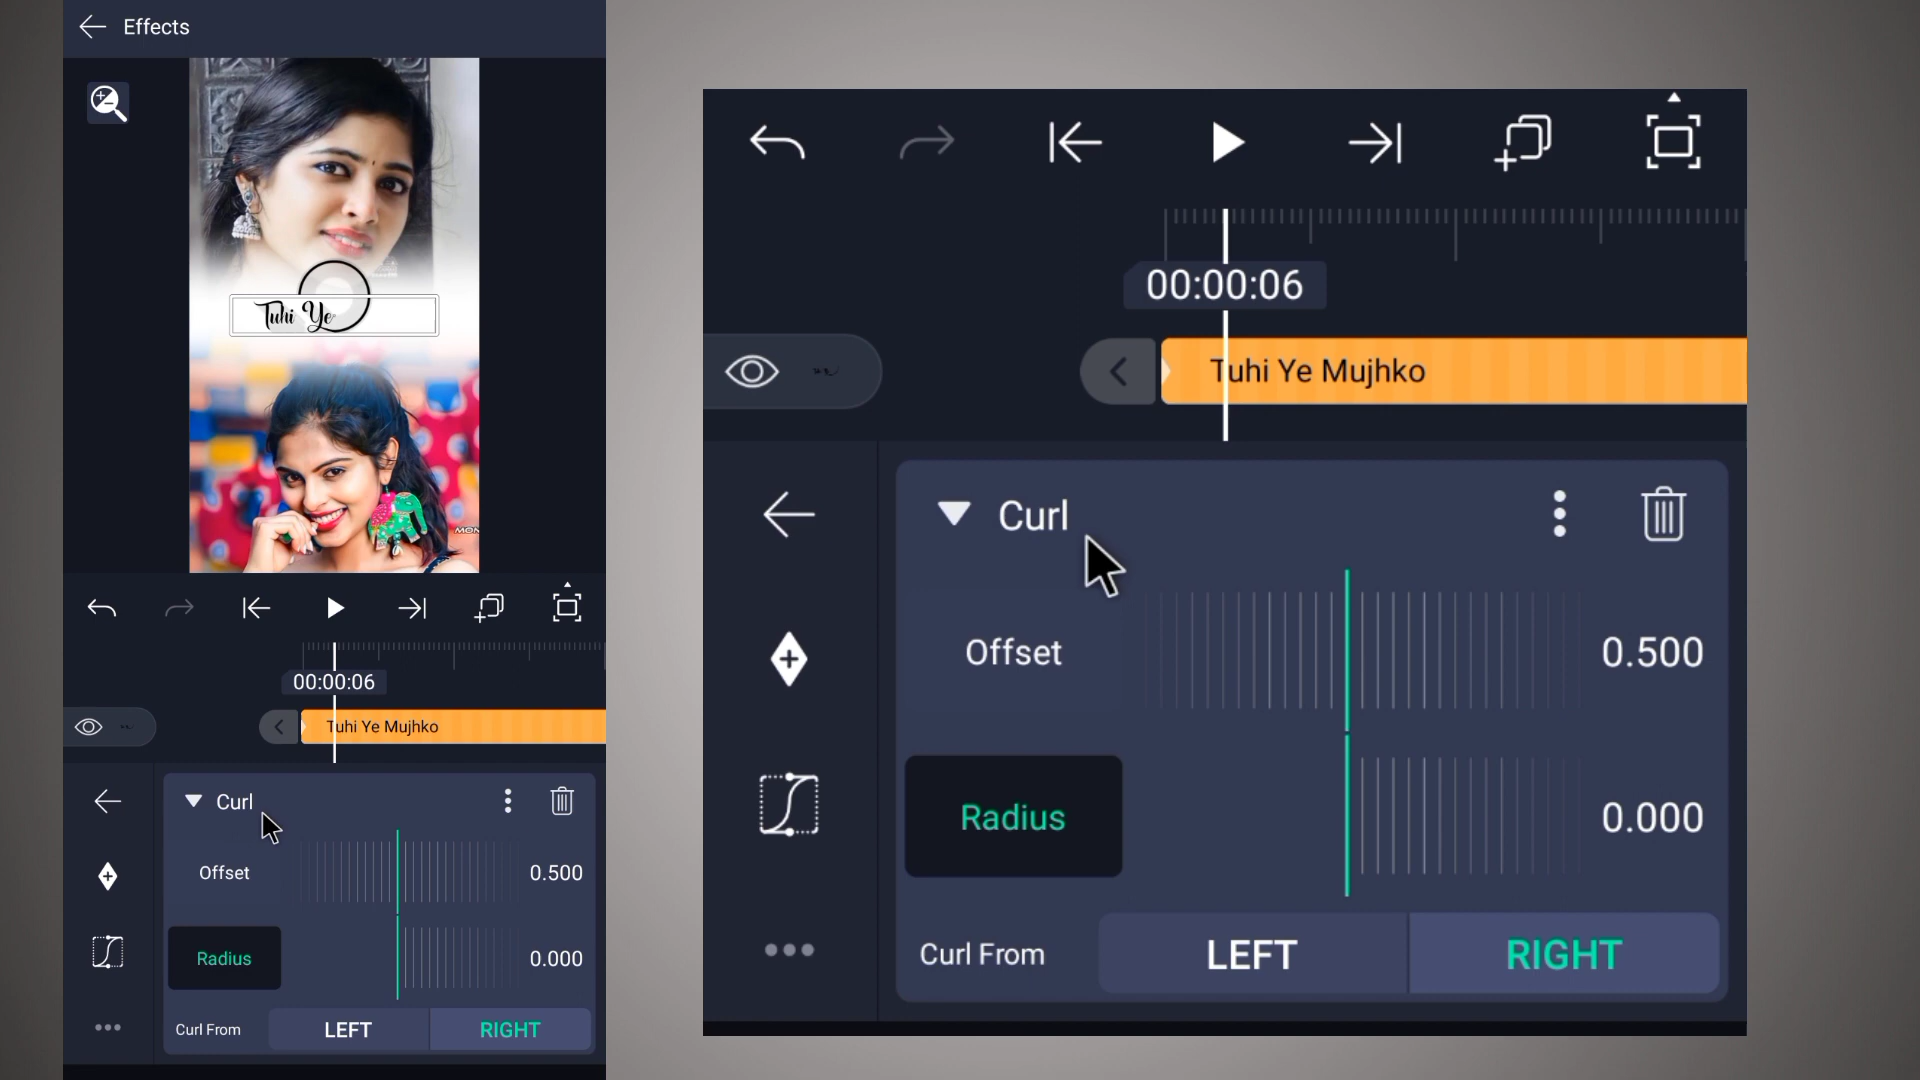 Effects
Tuhi Ye
MON
00:00:06
Tuhi Ye Mujhko
Curl
Offset
0.500
Radius
0.000
Curl From
LEFT
RIGHT
00:00:06
Tuhi Ye Mujhko
Curl
Offset
0.500
Radius
0.000
Curl From
LEFT
RIGHT